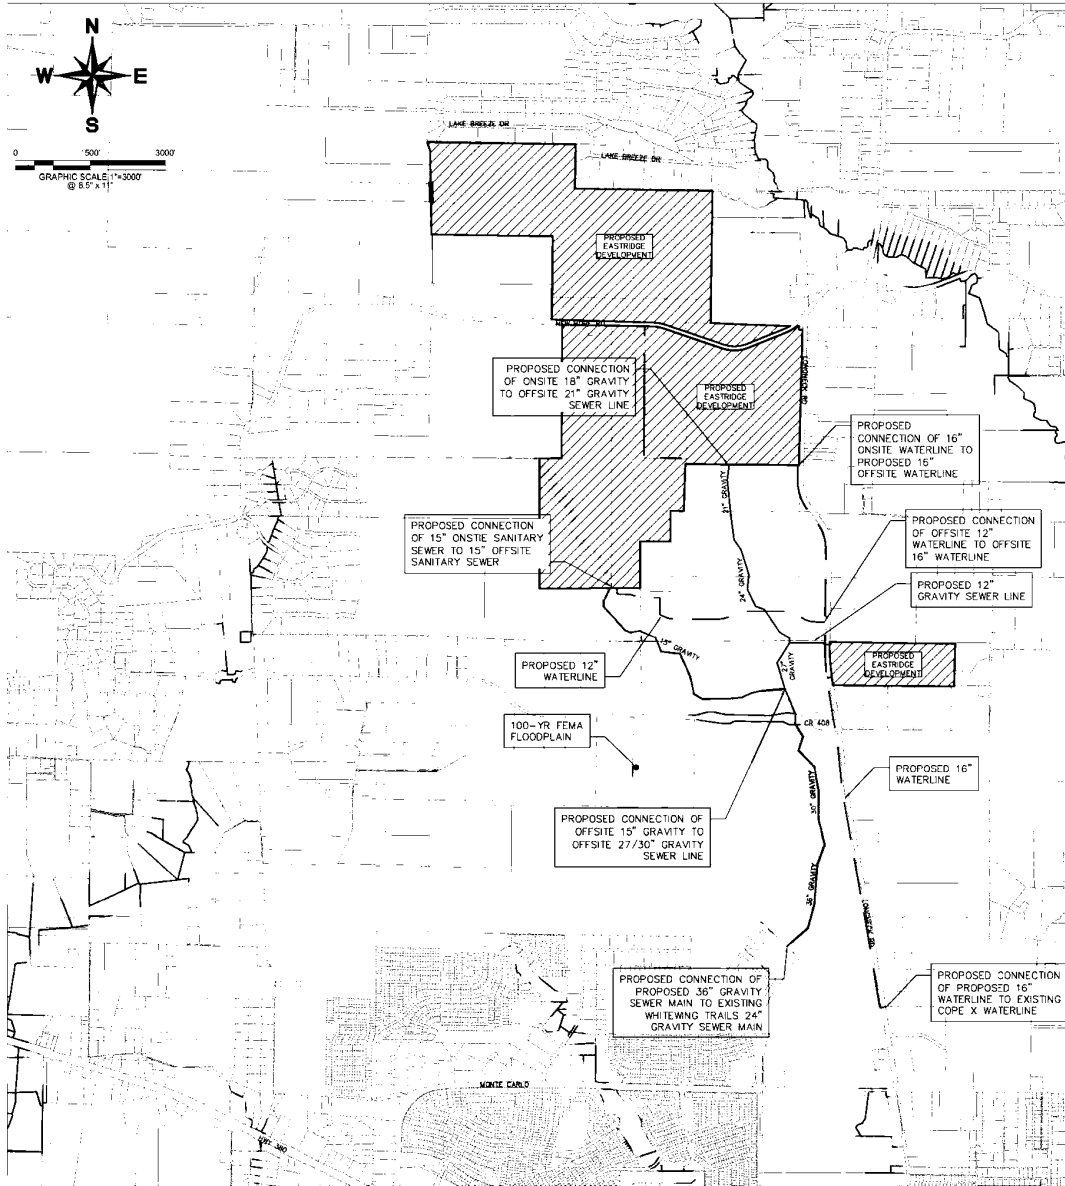 N
W E
S
0 1500' 3000'
GRAPHIC SCALE 1"=3000'
@ 8.5" x 11"
LAKE BREEZE DR
LAKE BREEZE DR
PROPOSED
EASTRIDGE
DEVELOPMENT
PROPOSED CONNECTION
OF ONSITE 18" GRAVITY
TO OFFSITE 21" GRAVITY
SEWER LINE
PROPOSED
EASTRIDGE
DEVELOPMENT
LONGNECK RD
PROPOSED
CONNECTION OF 16"
ONSITE WATERLINE TO
PROPOSED 16"
OFFSITE WATERLINE
21" GRAVITY
PROPOSED CONNECTION
OF 15" ONSTIE SANITARY
SEWER TO 15" OFFSITE
SANITARY SEWER
PROPOSED CONNECTION
OF OFFSITE 12"
WATERLINE TO OFFSITE
16" WATERLINE
24" GRAVITY
PROPOSED 12"
GRAVITY SEWER LINE
15" GRAVITY
27" GRAVITY
PROPOSED
EASTRIDGE
DEVELOPMENT
PROPOSED 12"
WATERLINE
100-YR FEMA
FLOODPLAIN
CR 408
PROPOSED 16"
WATERLINE
30" GRAVITY
PROPOSED CONNECTION OF
OFFSITE 15" GRAVITY TO
OFFSITE 27/30" GRAVITY
SEWER LINE
36" GRAVITY
LONGNECK RD
PROPOSED CONNECTION OF
PROPOSED 36" GRAVITY
SEWER MAIN TO EXISTING
WHITEWING TRAILS 24"
GRAVITY SEWER MAIN
PROPOSED CONNECTION
OF PROPOSED 16"
WATERLINE TO EXISTING
COPE X WATERLINE
MONTE CARLO
HWY 380